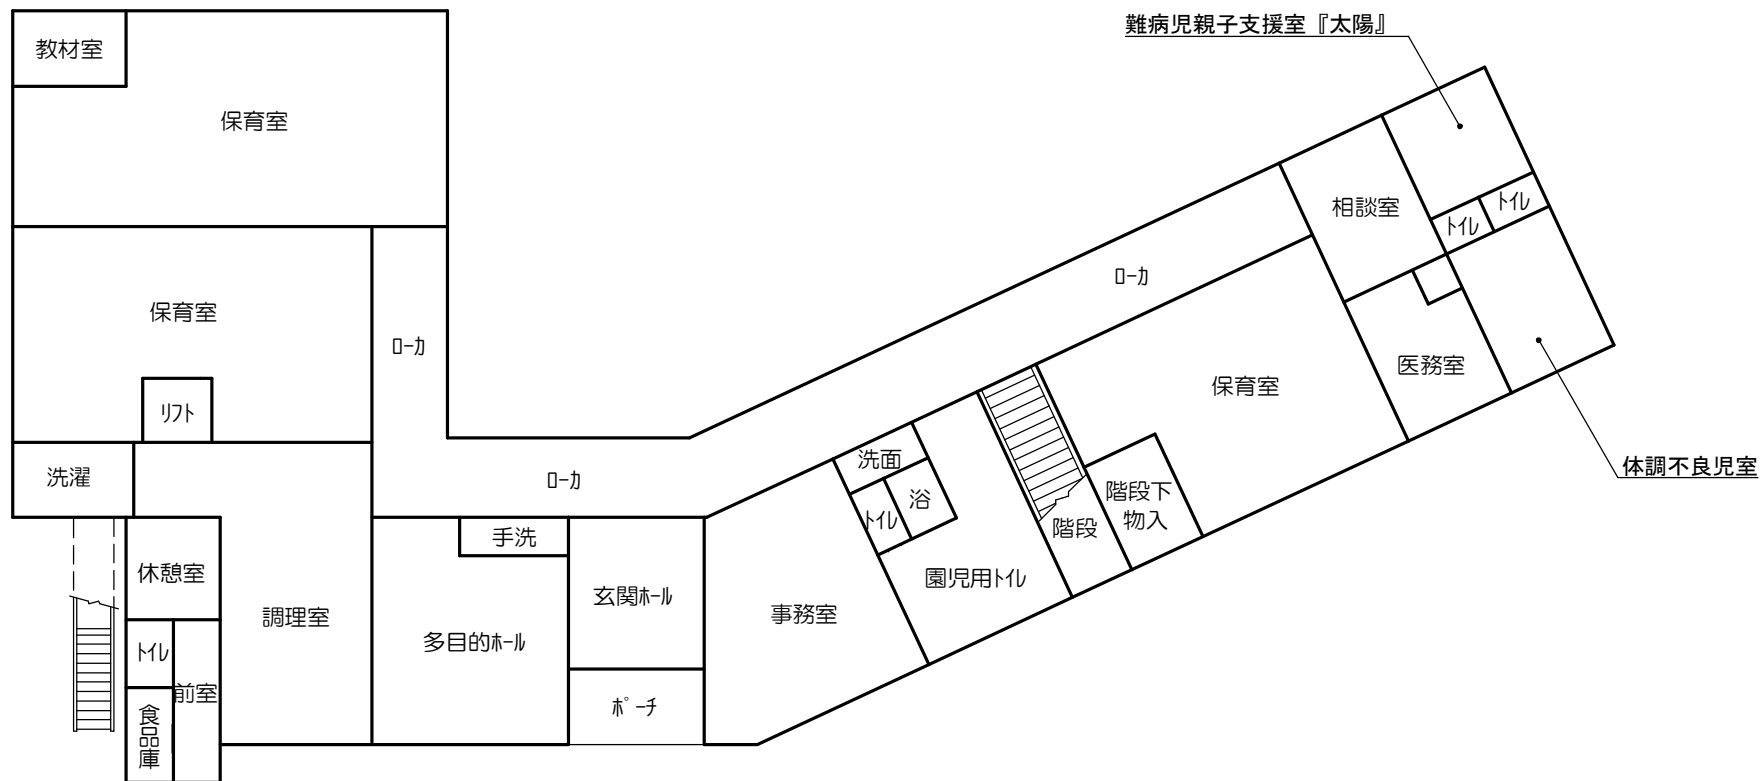 難病児親子支援室『太陽』
教材室
保育室
相談室
ﾄｲﾚ
ﾄｲﾚ
ﾛｰｶ
保育室
ﾛｰｶ
医務室
保育室
ﾘﾌﾄ
洗面
体調不良児室
洗濯
ﾛｰｶ
浴
ﾄｲﾚ
階段下
物入
階段
手洗
休憩室
園児用ﾄｲﾚ
玄関ﾎｰﾙ
事務室
調理室
多目的ﾎｰﾙ
ﾄｲﾚ
前室
ﾎﾟｰﾁ
食品庫